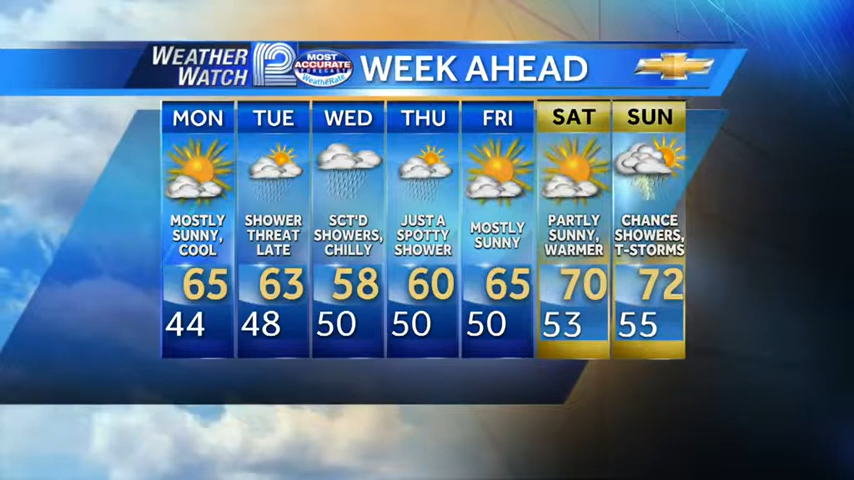 WEATHER
WATCH
12
MOST
ACCURATE
FORECAST
WeatheRate
WEEK AHEAD
MON
TUE
WED
THU
FRI
SAT
SUN
MOSTLY
SUNNY,
COOL
SHOWER
THREAT
LATE
SCT'D
SHOWERS,
CHILLY
JUST A
SPOTTY
SHOWER
MOSTLY
SUNNY
PARTLY
SUNNY,
WARMER
CHANCE
SHOWERS,
T-STORMS
65
63
58
60
65
70
72
44
48
50
50
50
53
55